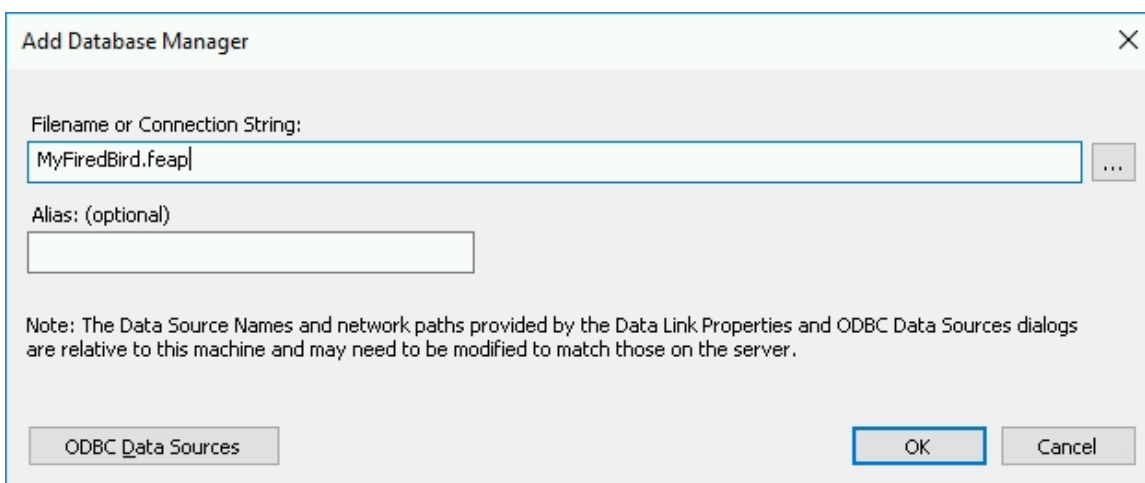 Add Database Manager
Filename or Connection String:
MyFiredBird.feap
...
Alias: (optional)
Note: The Data Source Names and network paths provided by the Data Link Properties and ODBC Data Sources dialogs
are relative to this machine and may need to be modified to match those on the server.
ODBC Data Sources
OK
Cancel